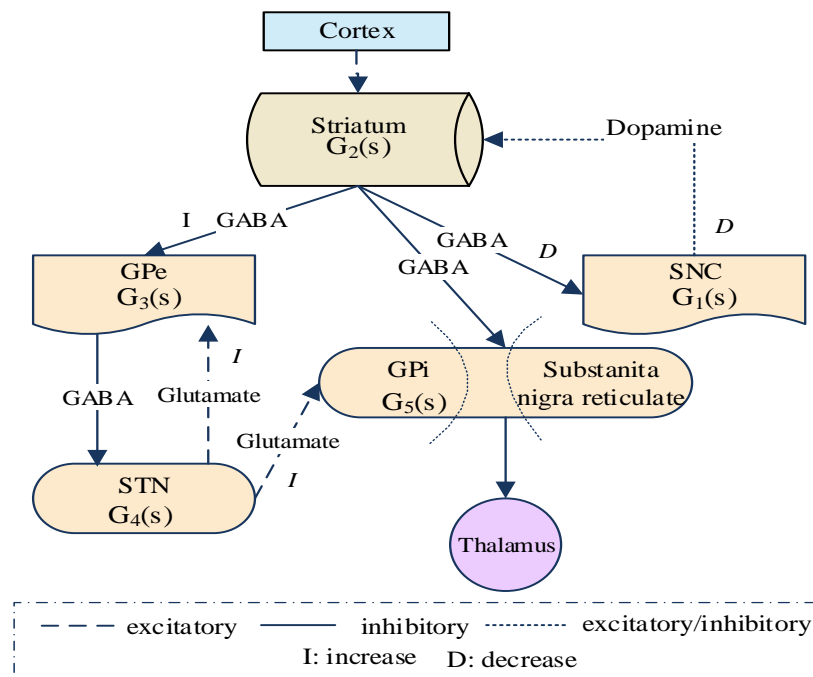 Cortex
Striatum
G2(s)
Dopamine
I GABA
GABA
D
GABA
D
GPe
G3(s)
SNC
G1(s)
I
GABA
Glutamate
GPi
G5(s)
Substanita
nigra reticulate
Glutamate
I
STN
G4(s)
Thalamus
excitatory inhibitory excitatory/inhibitory
I: increase D: decrease